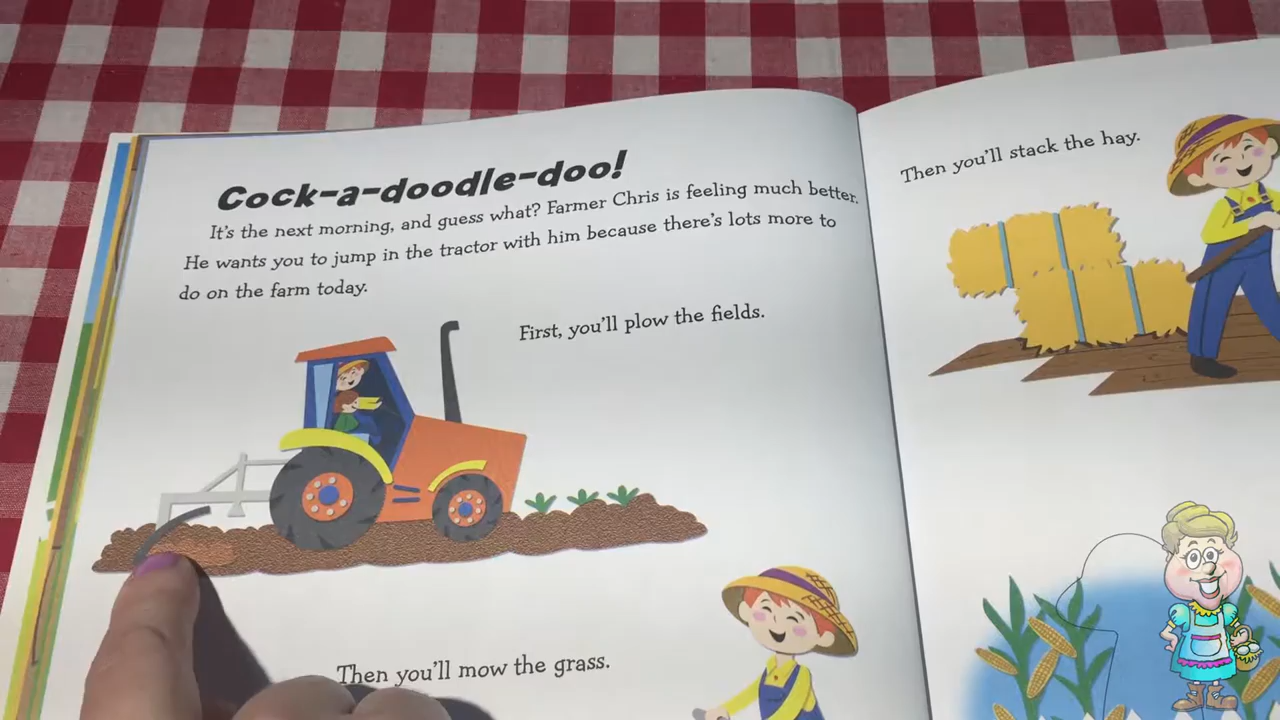 Cock-a-doodle-doo!
It's the next morning, and guess what? Farmer Chris is feeling much better.
He wants you to jump in the tractor with him because there's lots more to
do on the farm today.
First, you'll plow the fields.
Then you'll mow the grass.
Then you'll stack the hay.